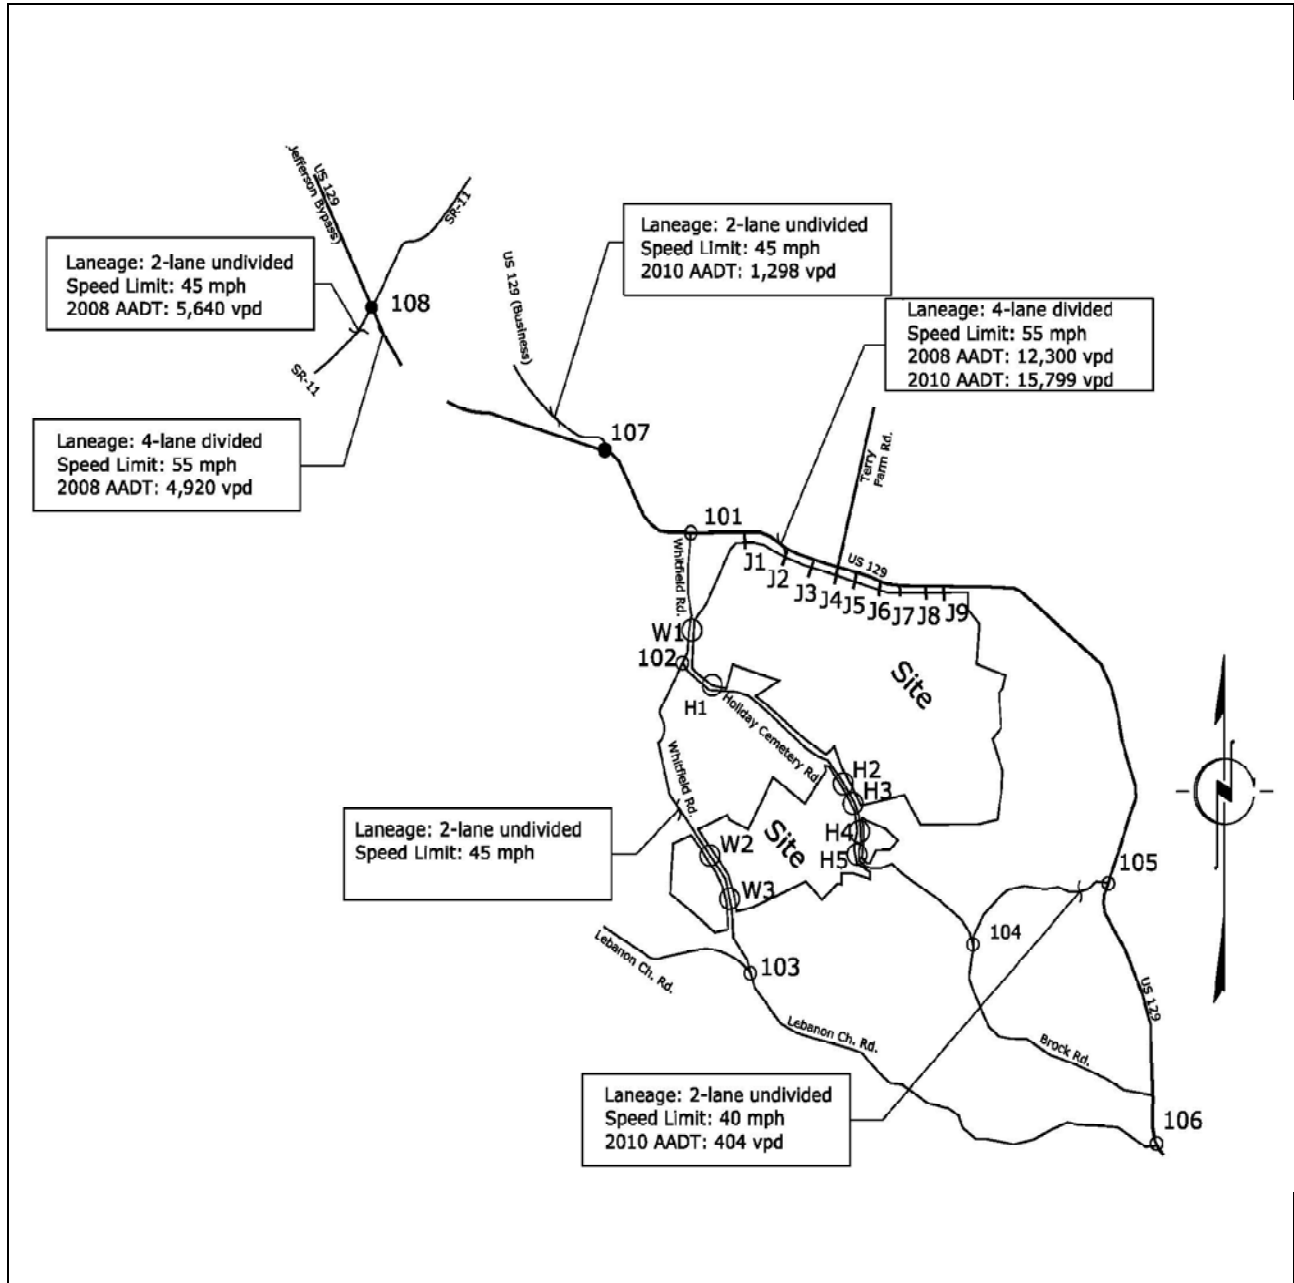 US 129
Jefferson Bypass)
SR-11
Laneage: 2-lane undivided
Speed Limit: 45 mph
2008 AADT: 5,640 vpd
108
SR-11
Laneage: 4-lane divided
Speed Limit: 55 mph
2008 AADT: 4,920 vpd
US 129 (Business)
Laneage: 2-lane undivided
Speed Limit: 45 mph
2010 AADT: 1,298 vpd
Laneage: 4-lane divided
Speed Limit: 55 mph
2008 AADT: 12,300 vpd
2010 AADT: 15,799 vpd
107
Terry
Farm Rd.
101
US 129
J1
J2
J3
J4
J5
J6
J7
J8
J9
Whitfield Rd.
W1
102
H1
Holiday Cemetery Rd
Site
Whitfield Rd.
H2
H3
H4
H5
Site
Laneage: 2-lane undivided
Speed Limit: 45 mph
W2
W3
105
104
103
Lebanon Ch. Rd.
Lebanon Ch. Rd.
US 129
Brock Rd.
Laneage: 2-lane undivided
Speed Limit: 40 mph
2010 AADT: 404 vpd
106
N